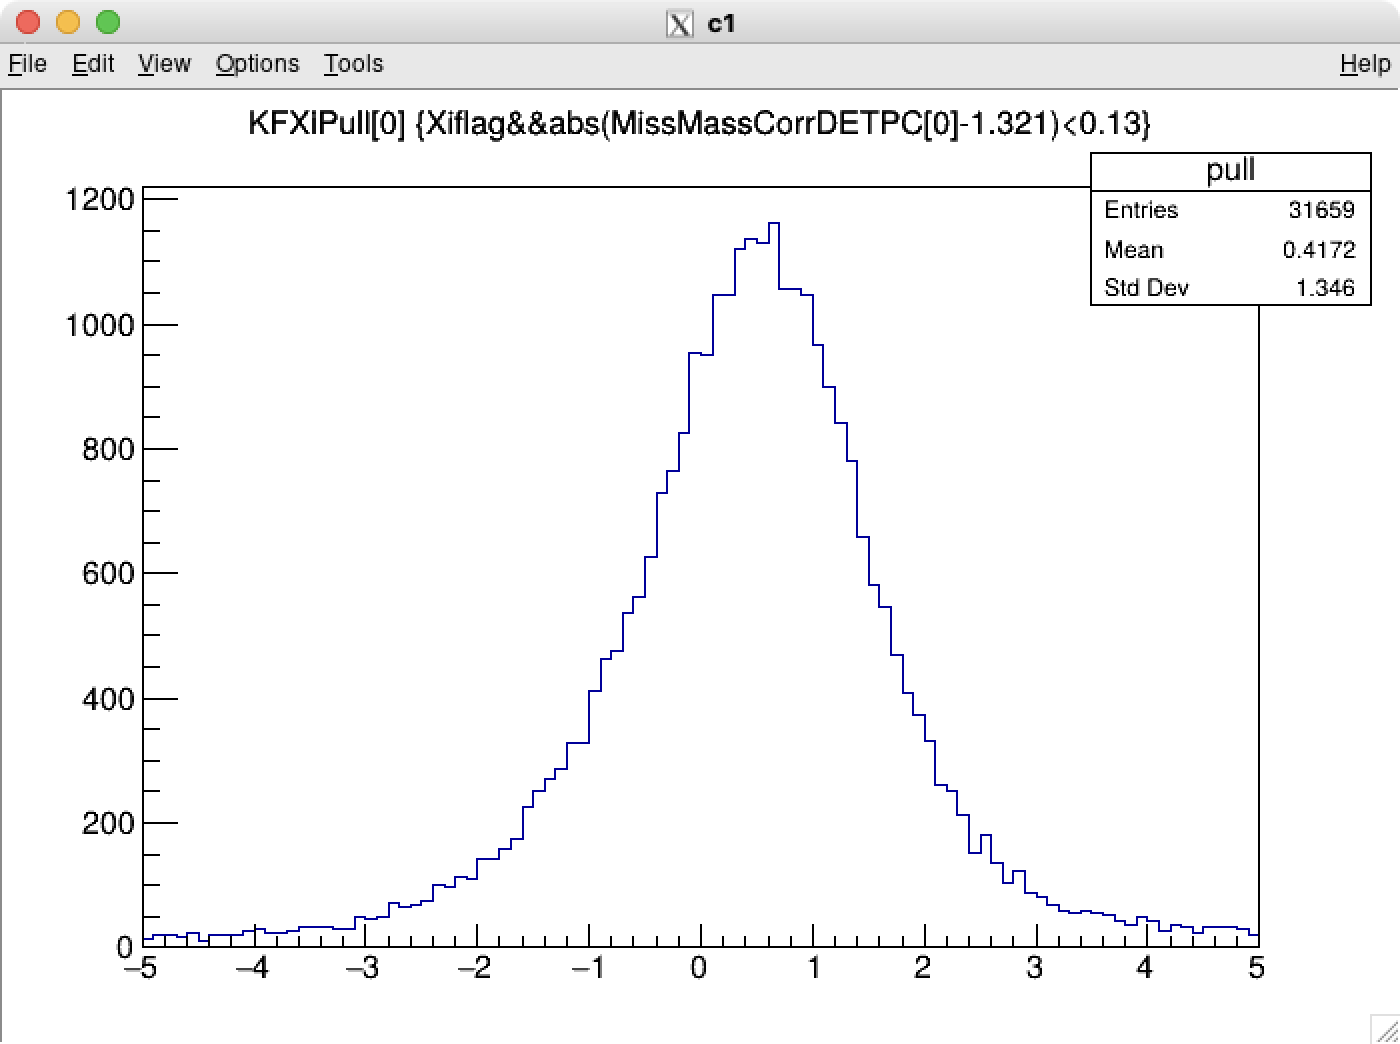 c1
File Edit View Options Tools Help
KFXiPull[0] {Xiflag&&abs(MissMassCorrDETPC[0]-1.321)<0.13}
pull
Entries 31659
Mean 0.4172
Std Dev 1.346
1200
1000
800
600
400
200
0
−5 −4 −3 −2 −1 0 1 2 3 4 5